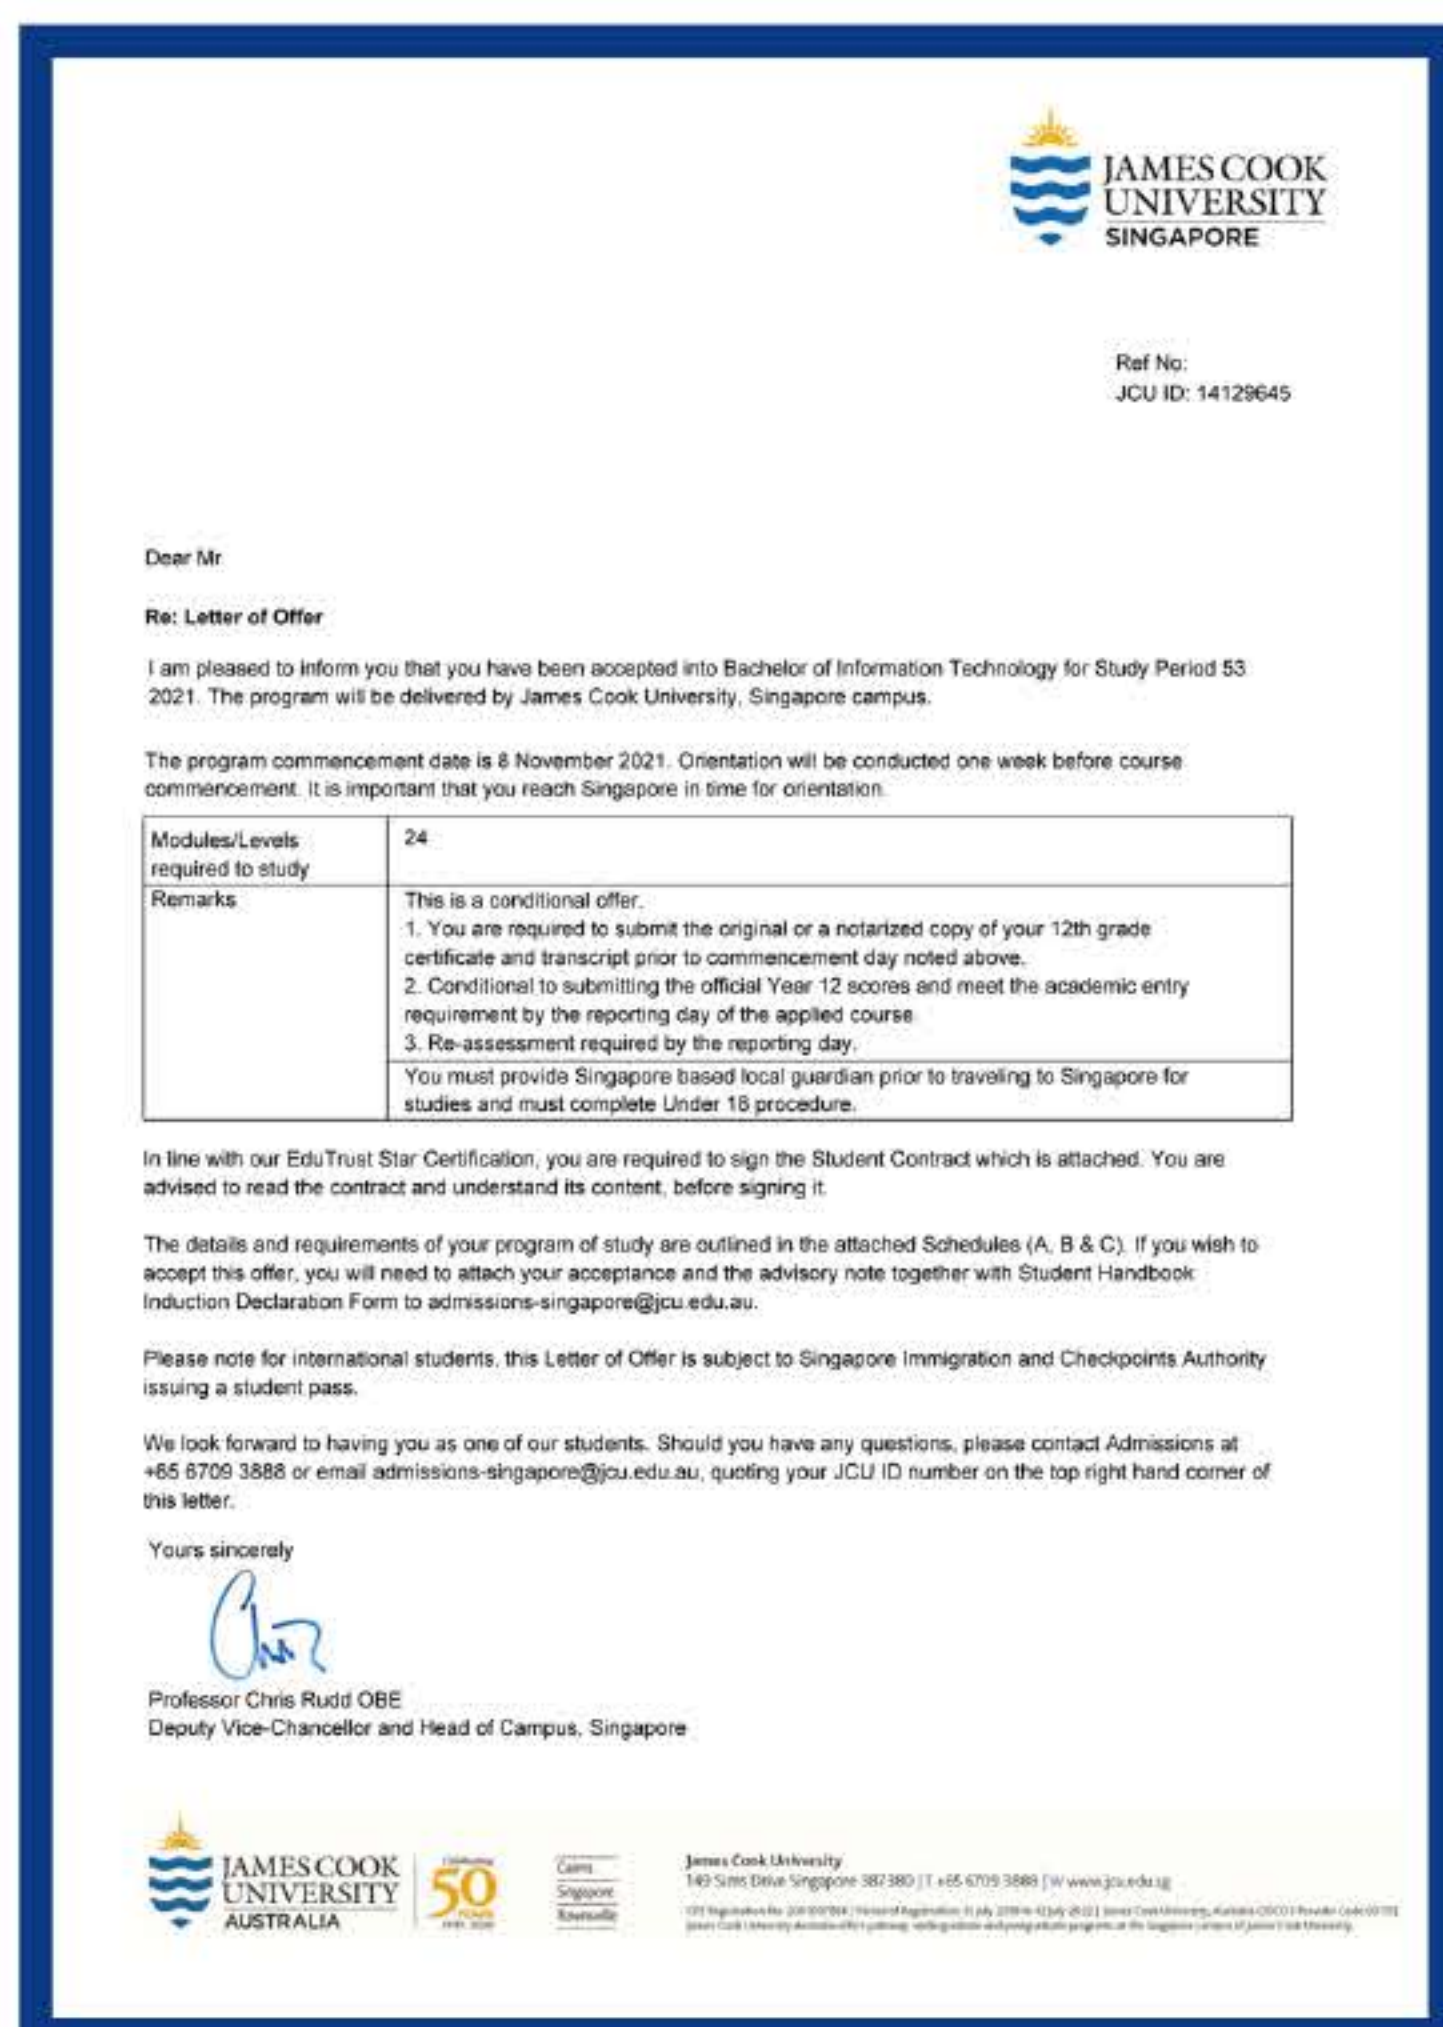 JAMES COOK
UNIVERSITY
SINGAPORE
Ref No:
JCU ID: 14129645
Dear Mr
Re: Letter of Offer
I am pleased to inform you that you have been accepted into Bachelor of Information Technology for Study Period 53
2021. The program will be delivered by James Cook University, Singapore campus.
The program commencement date is 8 November 2021. Orientation will be conducted one week before course
commencement. It is important that you reach Singapore in time for orientation.
Modules/Levels
required to study
24
Remarks
This is a conditional offer.
1. You are required to submit the original or a notarized copy of your 12th grade
certificate and transcript prior to commencement day noted above.
2. Conditional to submitting the official Year 12 scores and meet the academic entry
requirement by the reporting day of the applied course
3. Re-assessment required by the reporting day.
You must provide Singapore based local guardian prior to traveling to Singapore for
studies and must complete Under 18 procedure.
In line with our EduTrust Star Certification, you are required to sign the Student Contract which is attached. You are
advised to read the contract and understand its content, before signing it.
The details and requirements of your program of study are outlined in the attached Schedules (A, B & C). If you wish to
accept this offer, you will need to attach your acceptance and the advisory note together with Student Handbook
Induction Declaration Form to admissions-singapore@jcu.edu.au.
Please note for international students, this Letter of Offer is subject to Singapore Immigration and Checkpoints Authority
issuing a student pass.
We look forward to having you as one of our students. Should you have any questions, please contact Admissions at
+65 6709 3888 or email admissions-singapore@jcu.edu.au, quoting your JCU ID number on the top right hand corner of
this letter.
Yours sincerely
Professor Chris Rudd OBE
Deputy Vice-Chancellor and Head of Campus, Singapore
JAMES COOK
UNIVERSITY
AUSTRALIA
Celebrating
50
YEARS
Cairns
Singapore
Townsville
James Cook University
149 Sims Drive Singapore 387380 | T +65 6709 3888 | W www.jcu.edu.sg